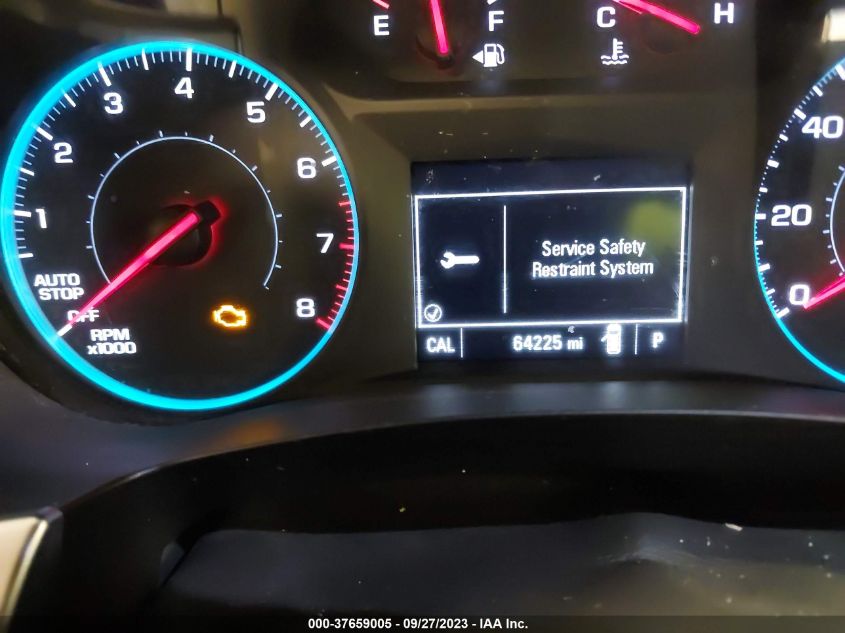 E F C H
1 2 3 4 5 6 7 8
AUTO
STOP
OFF
RPM
x1000
Service Safety
Restraint System
CAL 64225 mi P
40
20
0
000-37659005 - 09/27/2023 - IAA Inc.